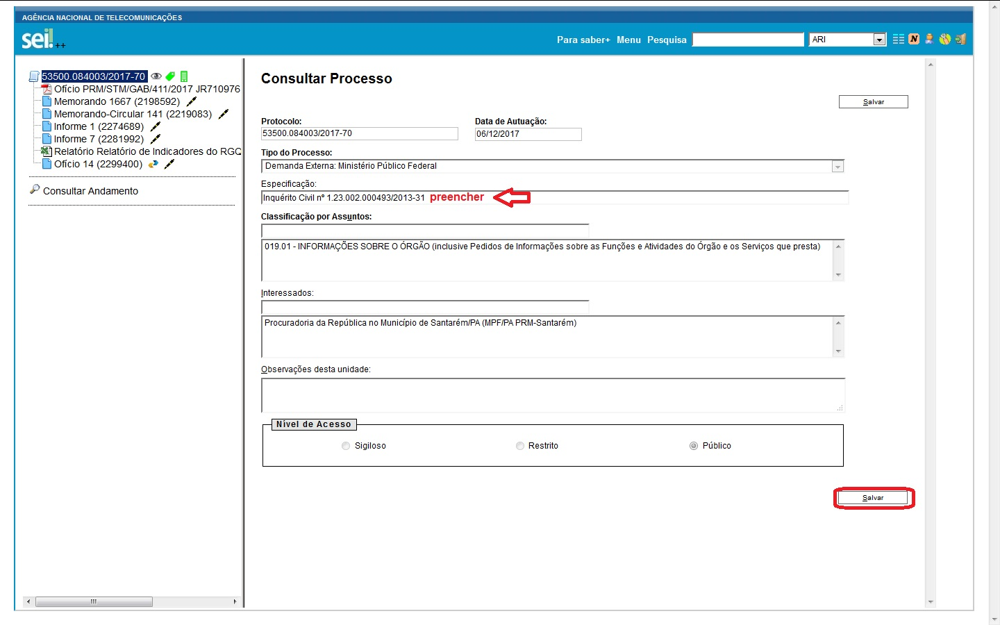 AGÊNCIA NACIONAL DE TELECOMUNICAÇÕES
sei! ++
Para saber+ Menu Pesquisa ARI
53500.084003/2017-70
Ofício PRM/STM/GAB/411/2017 JR710976
Memorando 1667 (2198592)
Memorando-Circular 141 (2219083)
Informe 1 (2274689)
Informe 7 (2281992)
Relatório Relatório de Indicadores do RGQ
Ofício 14 (2299400)
Consultar Andamento
Consultar Processo
Salvar
Protocolo: Data de Autuação:
53500.084003/2017-70 06/12/2017
Tipo do Processo:
Demanda Externa: Ministério Público Federal
Especificação:
Inquérito Civil nº 1.23.002.000493/2013-31 preencher
Classificação por Assuntos:
019.01 - INFORMAÇÕES SOBRE O ÓRGÃO (inclusive Pedidos de Informações sobre as Funções e Atividades do Órgão e os Serviços que presta)
Interessados:
Procuradoria da República no Município de Santarém/PA (MPF/PA PRM-Santarém)
Observações desta unidade:
Nível de Acesso
Sigiloso Restrito Público
Salvar